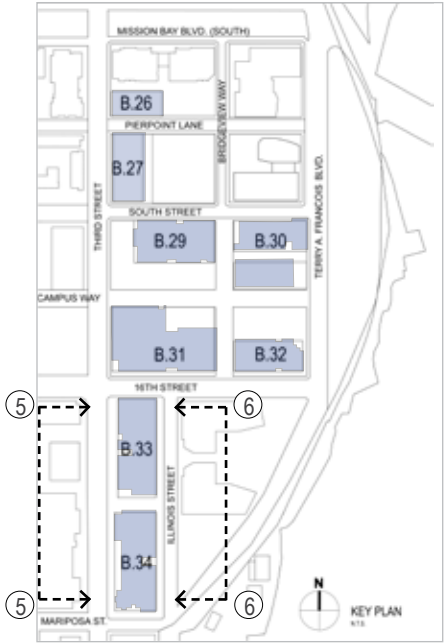 MISSION BAY BLVD. (SOUTH)
B.26
PIERPOINT LANE
BRIDGEVIEW WAY
B.27
THIRD STREET
SOUTH STREET
B.29
B.30
TERRY A. FRANCOIS BLVD.
CAMPUS WAY
B.31
B.32
16TH STREET
5
6
B.33
ILLINOIS STREET
B.34
5
6
MARIPOSA ST.
N
KEY PLAN
N.T.S.